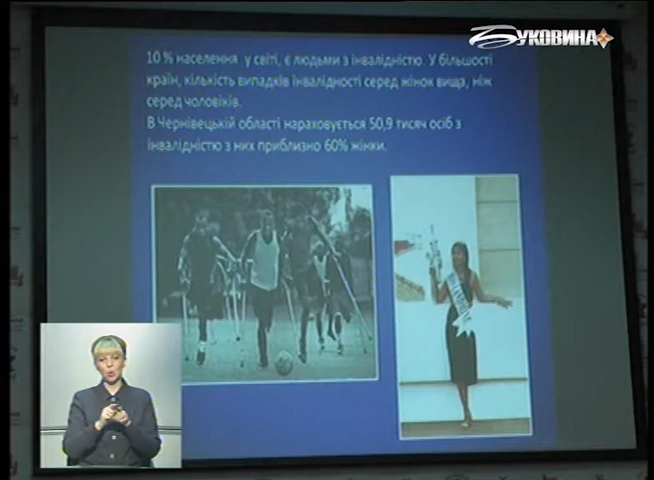 БУКОВИНА
10 % населення у світі, є людьми з інвалідністю. У більшості
країн, кількість випадків інвалідності серед жінок вища, ніж
серед чоловіків.
В Чернівецькій області нараховується 50,9 тисяч осіб з
інвалідністю з них приблизно 60% жінки.